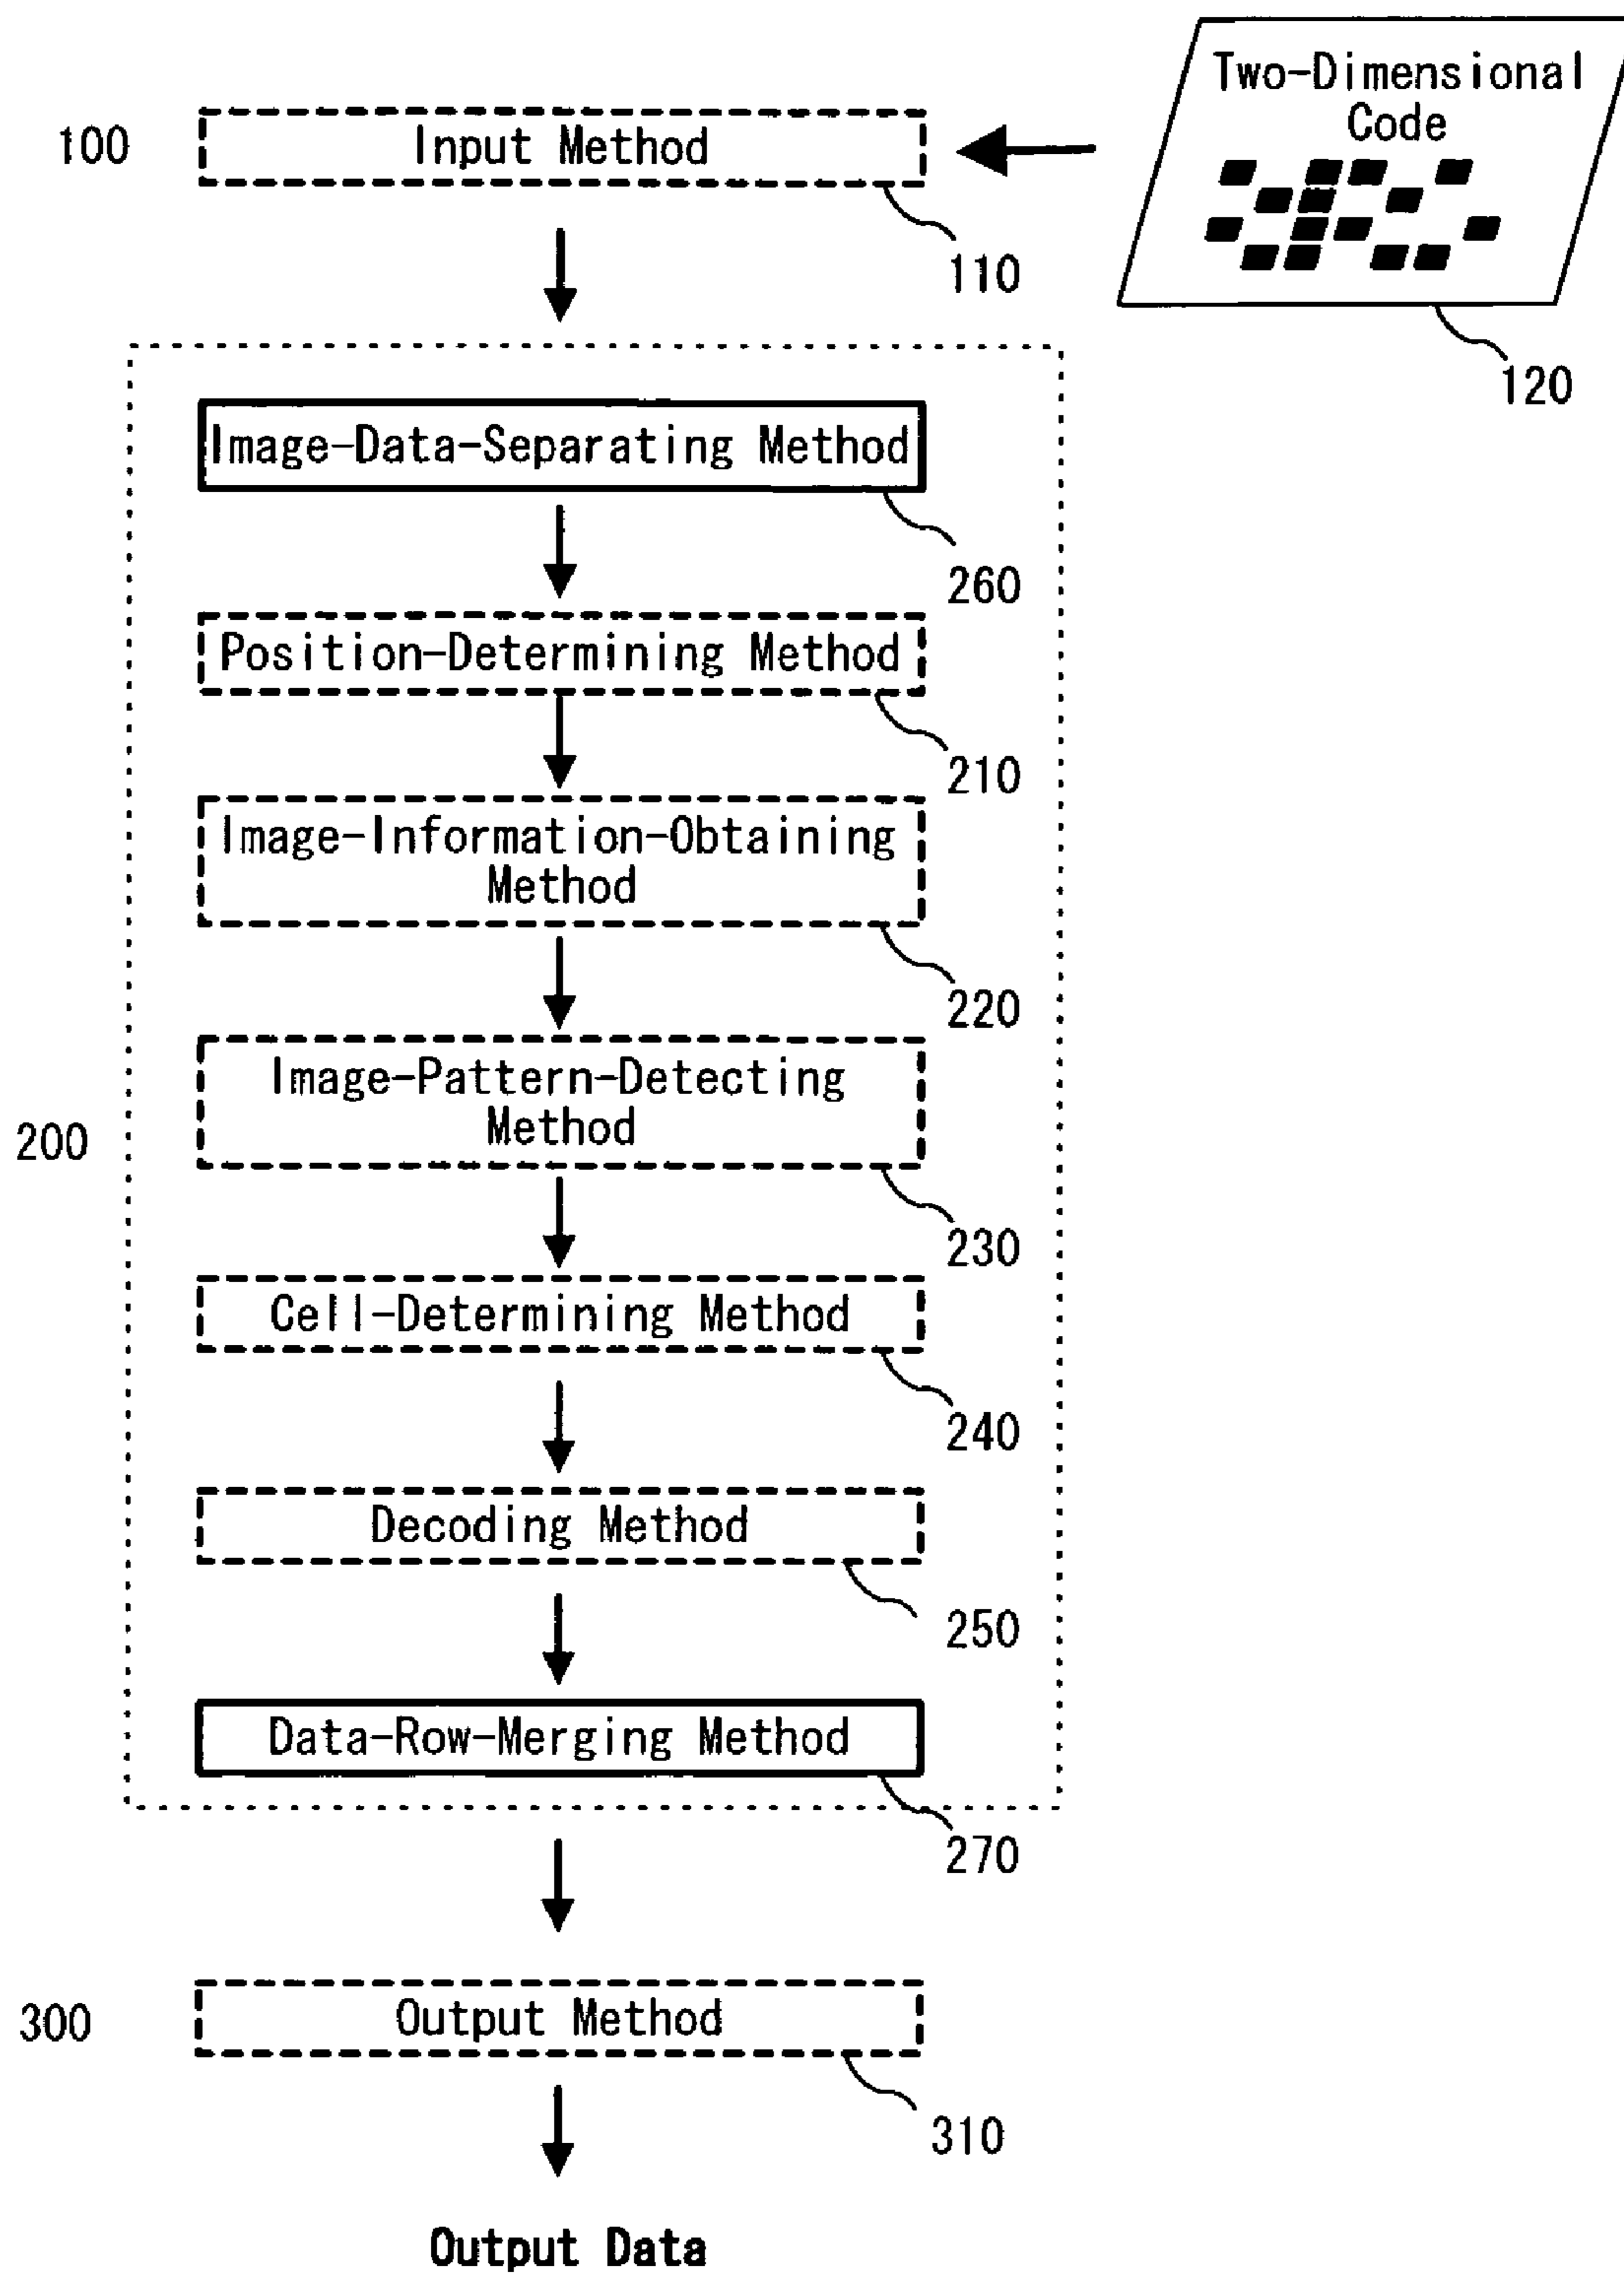 Two-Dimensional
Code
100
Input Method
110
120
Image-Data-Separating Method
260
Position-Determining Method
210
Image-Information-Obtaining
Method
220
Image-Pattern-Detecting
Method
200
230
Cell-Determining Method
240
Decoding Method
250
Data-Row-Merging Method
270
300
Output Method
310
Output Data